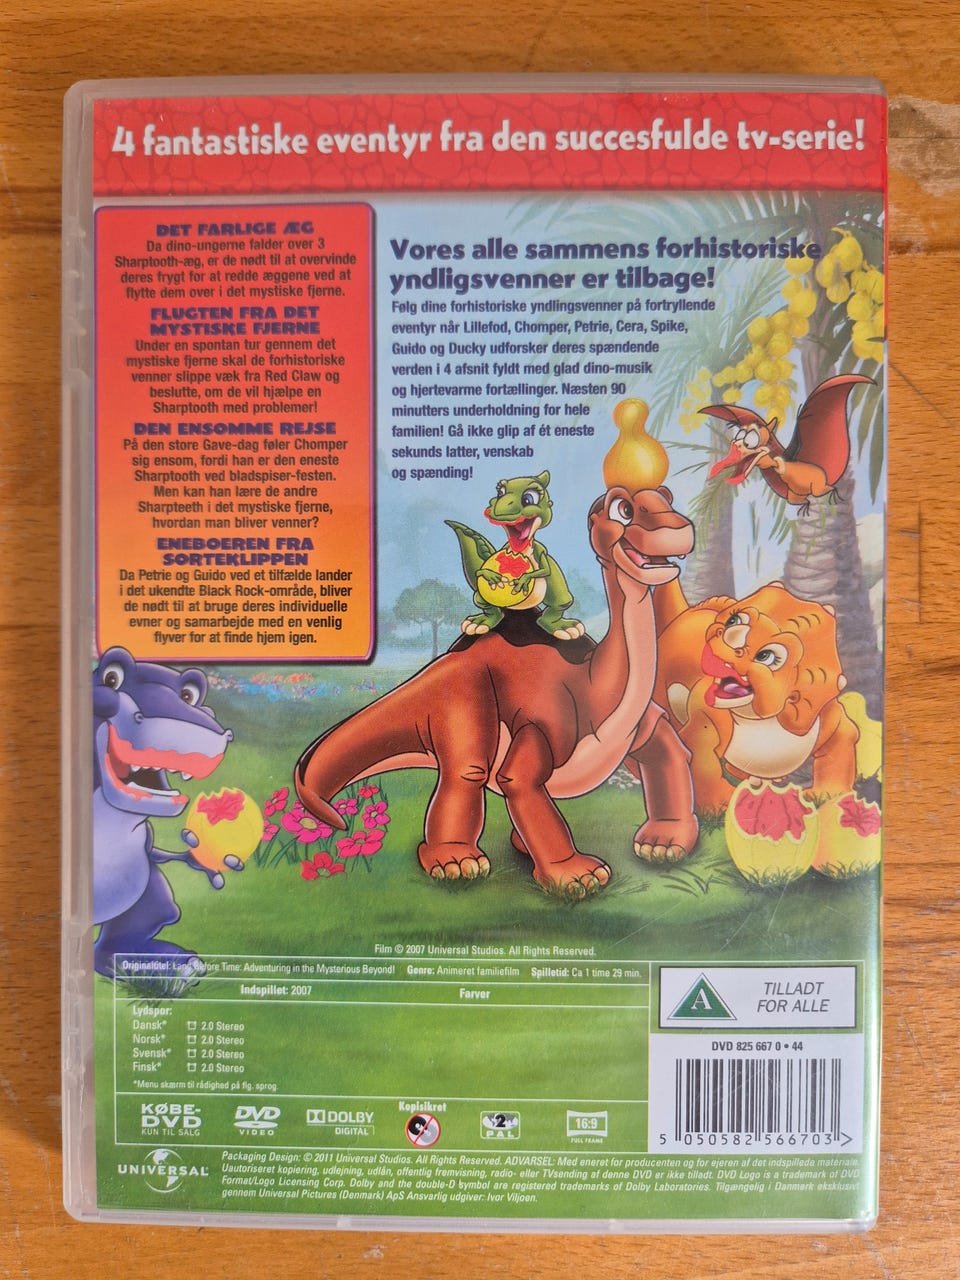 4 fantastiske eventyr fra den succesfulde tv-serie!
DET FARLIGE ÆG
Da dino-ungerne falder over 3
Sharptooth-æg, er de nødt til at overvinde
deres frygt for at redde æggene ved at
flytte dem over i det mystiske fjerne.
FLUGTEN FRA DET
MYSTISKE FJERNE
Under en spontan tur gennem det
mystiske fjerne skal de forhistoriske
venner slippe væk fra Red Claw og
beslutte, om de vil hjælpe en
Sharptooth med problemer!
DEN ENSOMME REJSE
På den store Gave-dag føler Chomper
sig ensom, fordi han er den eneste
Sharptooth ved bladspiser-festen.
Men kan han lære de andre
Sharpteeth i det mystiske fjerne,
hvordan man bliver venner?
ENEBOEREN FRA
SORTEKLIPPEN
Da Petrie og Guido ved et tilfælde lander
i det ukendte Black Rock-område, bliver
de nødt til at bruge deres individuelle
evner og samarbejde med en venlig
flyver for at finde hjem igen.
Vores alle sammens forhistoriske
yndligsvenner er tilbage!
Følg dine forhistoriske yndlingsvenner på fortryllende
eventyr når Lillefod, Chomper, Petrie, Cera, Spike,
Guido og Ducky udforsker deres spændende
verden i 4 afsnit fyldt med glad dino-musik
og hjertevarme fortællinger. Næsten 90
minutters underholdning for hele
familien! Gå ikke glip af ét eneste
sekunds latter, venskab
og spænding!
Film © 2007 Universal Studios. All Rights Reserved.
Originaltitel: Land Before Time: Adventuring in the Mysterious Beyond! Genre: Animeret familiefilm Spilletid: Ca 1 time 29 min.
Indspillet: 2007 Farver
Lydspor:
Dansk* 2.0 Stereo
Norsk* 2.0 Stereo
Svensk* 2.0 Stereo
Finsk* 2.0 Stereo
*Menu skærm til rådighed på flg. sprog.
KØBE-
DVD
KUN TIL SALG
DVD
VIDEO
DOLBY
DIGITAL
Kopisikret
2
PAL
16:9
FULL FRAME
A
TILLADT
FOR ALLE
DVD 825 667 0 • 44
5 050582 566703 >
UNIVERSAL
Packaging Design: © 2011 Universal Studios. All Rights Reserved. ADVARSEL: Med eneret for producenten og for ejeren af det indspillede materiale.
Uautoriseret kopiering, udlejning, udlån, offentlig fremvisning, radio- eller TVsending af denne DVD er ikke tilladt. DVD Logo is a trademark of DVD
Format/Logo Licensing Corp. Dolby and the double-D symbol are registered trademarks of Dolby Laboratories. Tilgængelig i Danmark eksklusivt
gennem Universal Pictures (Denmark) ApS Ansvarlig udgiver: Ivor Viljoen.